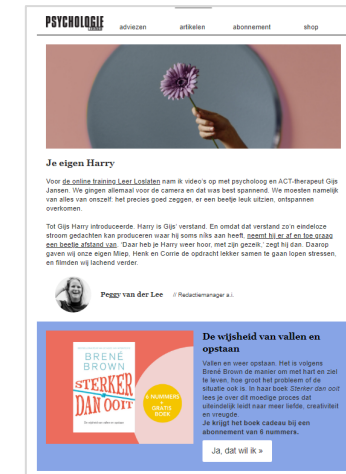 PSYCHOLOGIE
MAGAZINE
adviezen artikelen abonnement shop
Je eigen Harry
Voor de online training Leer Loslaten nam ik video's op met psycholoog en ACT-therapeut Gijs
Jansen. We gingen allemaal voor de camera en dat was best spannend. We moesten namelijk
van alles van onszelf: het precies goed zeggen, er een beetje leuk uitzien, ontspannen
overkomen.
Tot Gijs Harry introduceerde. Harry is Gijs' verstand. En omdat dat verstand zo'n eindeloze
stroom gedachten kan produceren waar hij soms niks aan heeft, neemt hij er af en toe graag
een beetje afstand van. 'Daar heb je Harry weer hoor, met zijn gezeik,' zegt hij dan. Daarop
gaven wij onze eigen Miep, Henk en Corrie de opdracht lekker samen te gaan lopen stressen,
en filmden wij lachend verder.
Peggy van der Lee // Redactiemanager a.i.
BRENÉ
BROWN
STERKER
DAN OOIT
6 NUMMERS
+
GRATIS
BOEK
De wijsheid van vallen en
opstaan
Vallen en weer opstaan. Het is volgens
Brené Brown de manier om met hart en ziel
te leven, hoe groot het probleem of de
situatie ook is. In haar boek Sterker dan ooit
lees je over dit moedige proces dat
uiteindelijk leidt naar meer liefde, creativiteit
en vreugde.
Je krijgt het boek cadeau bij een
abonnement van 6 nummers.
Ja, dat wil ik »